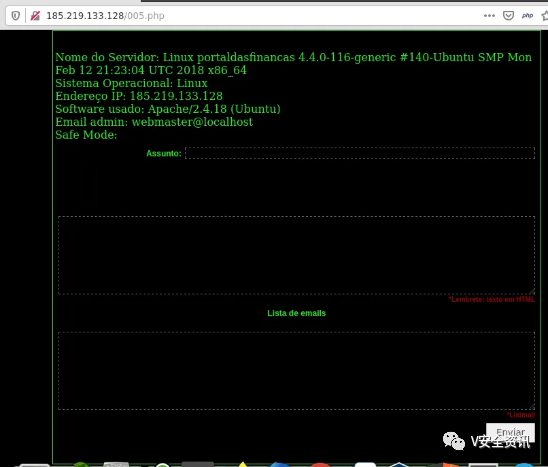 185.219.133.128/005.php
php
Nome do Servidor: Linux portaldasfinancas 4.4.0-116-generic #140-Ubuntu SMP Mon
Feb 12 21:23:04 UTC 2018 x86_64
Sistema Operacional: Linux
Endereço IP: 185.219.133.128
Software usado: Apache/2.4.18 (Ubuntu)
Email admin: webmaster@localhost
Safe Mode:
Assunto:
*Lembrete: texto em HTML
Lista de emails
Enviar
V安全资讯